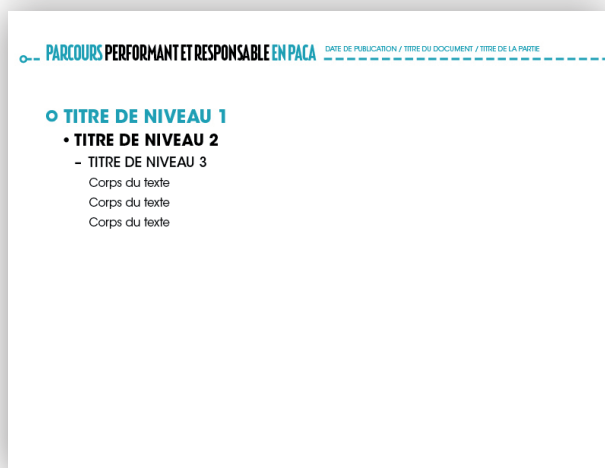 PARCOURS PERFORMANT ET RESPONSABLE EN PACA DATE DE PUBLICATION / TITRE DU DOCUMENT / TITRE DE LA PARTIE
TITRE DE NIVEAU 1
• TITRE DE NIVEAU 2
– TITRE DE NIVEAU 3
Corps du texte
Corps du texte
Corps du texte